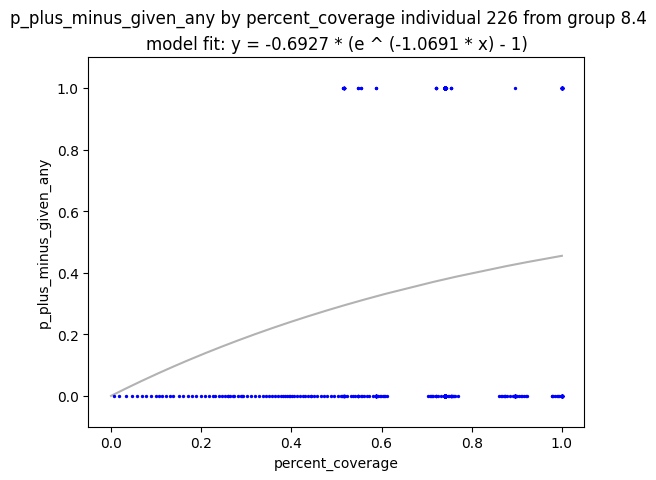 p_plus_minus_given_any by percent_coverage individual 226 from group 8.4
model fit: y = -0.6927 * (e ^ (-1.0691 * x) - 1)
p_plus_minus_given_any
1.0
0.8
0.6
0.4
0.2
0.0
0.0 0.2 0.4 0.6 0.8 1.0
percent_coverage